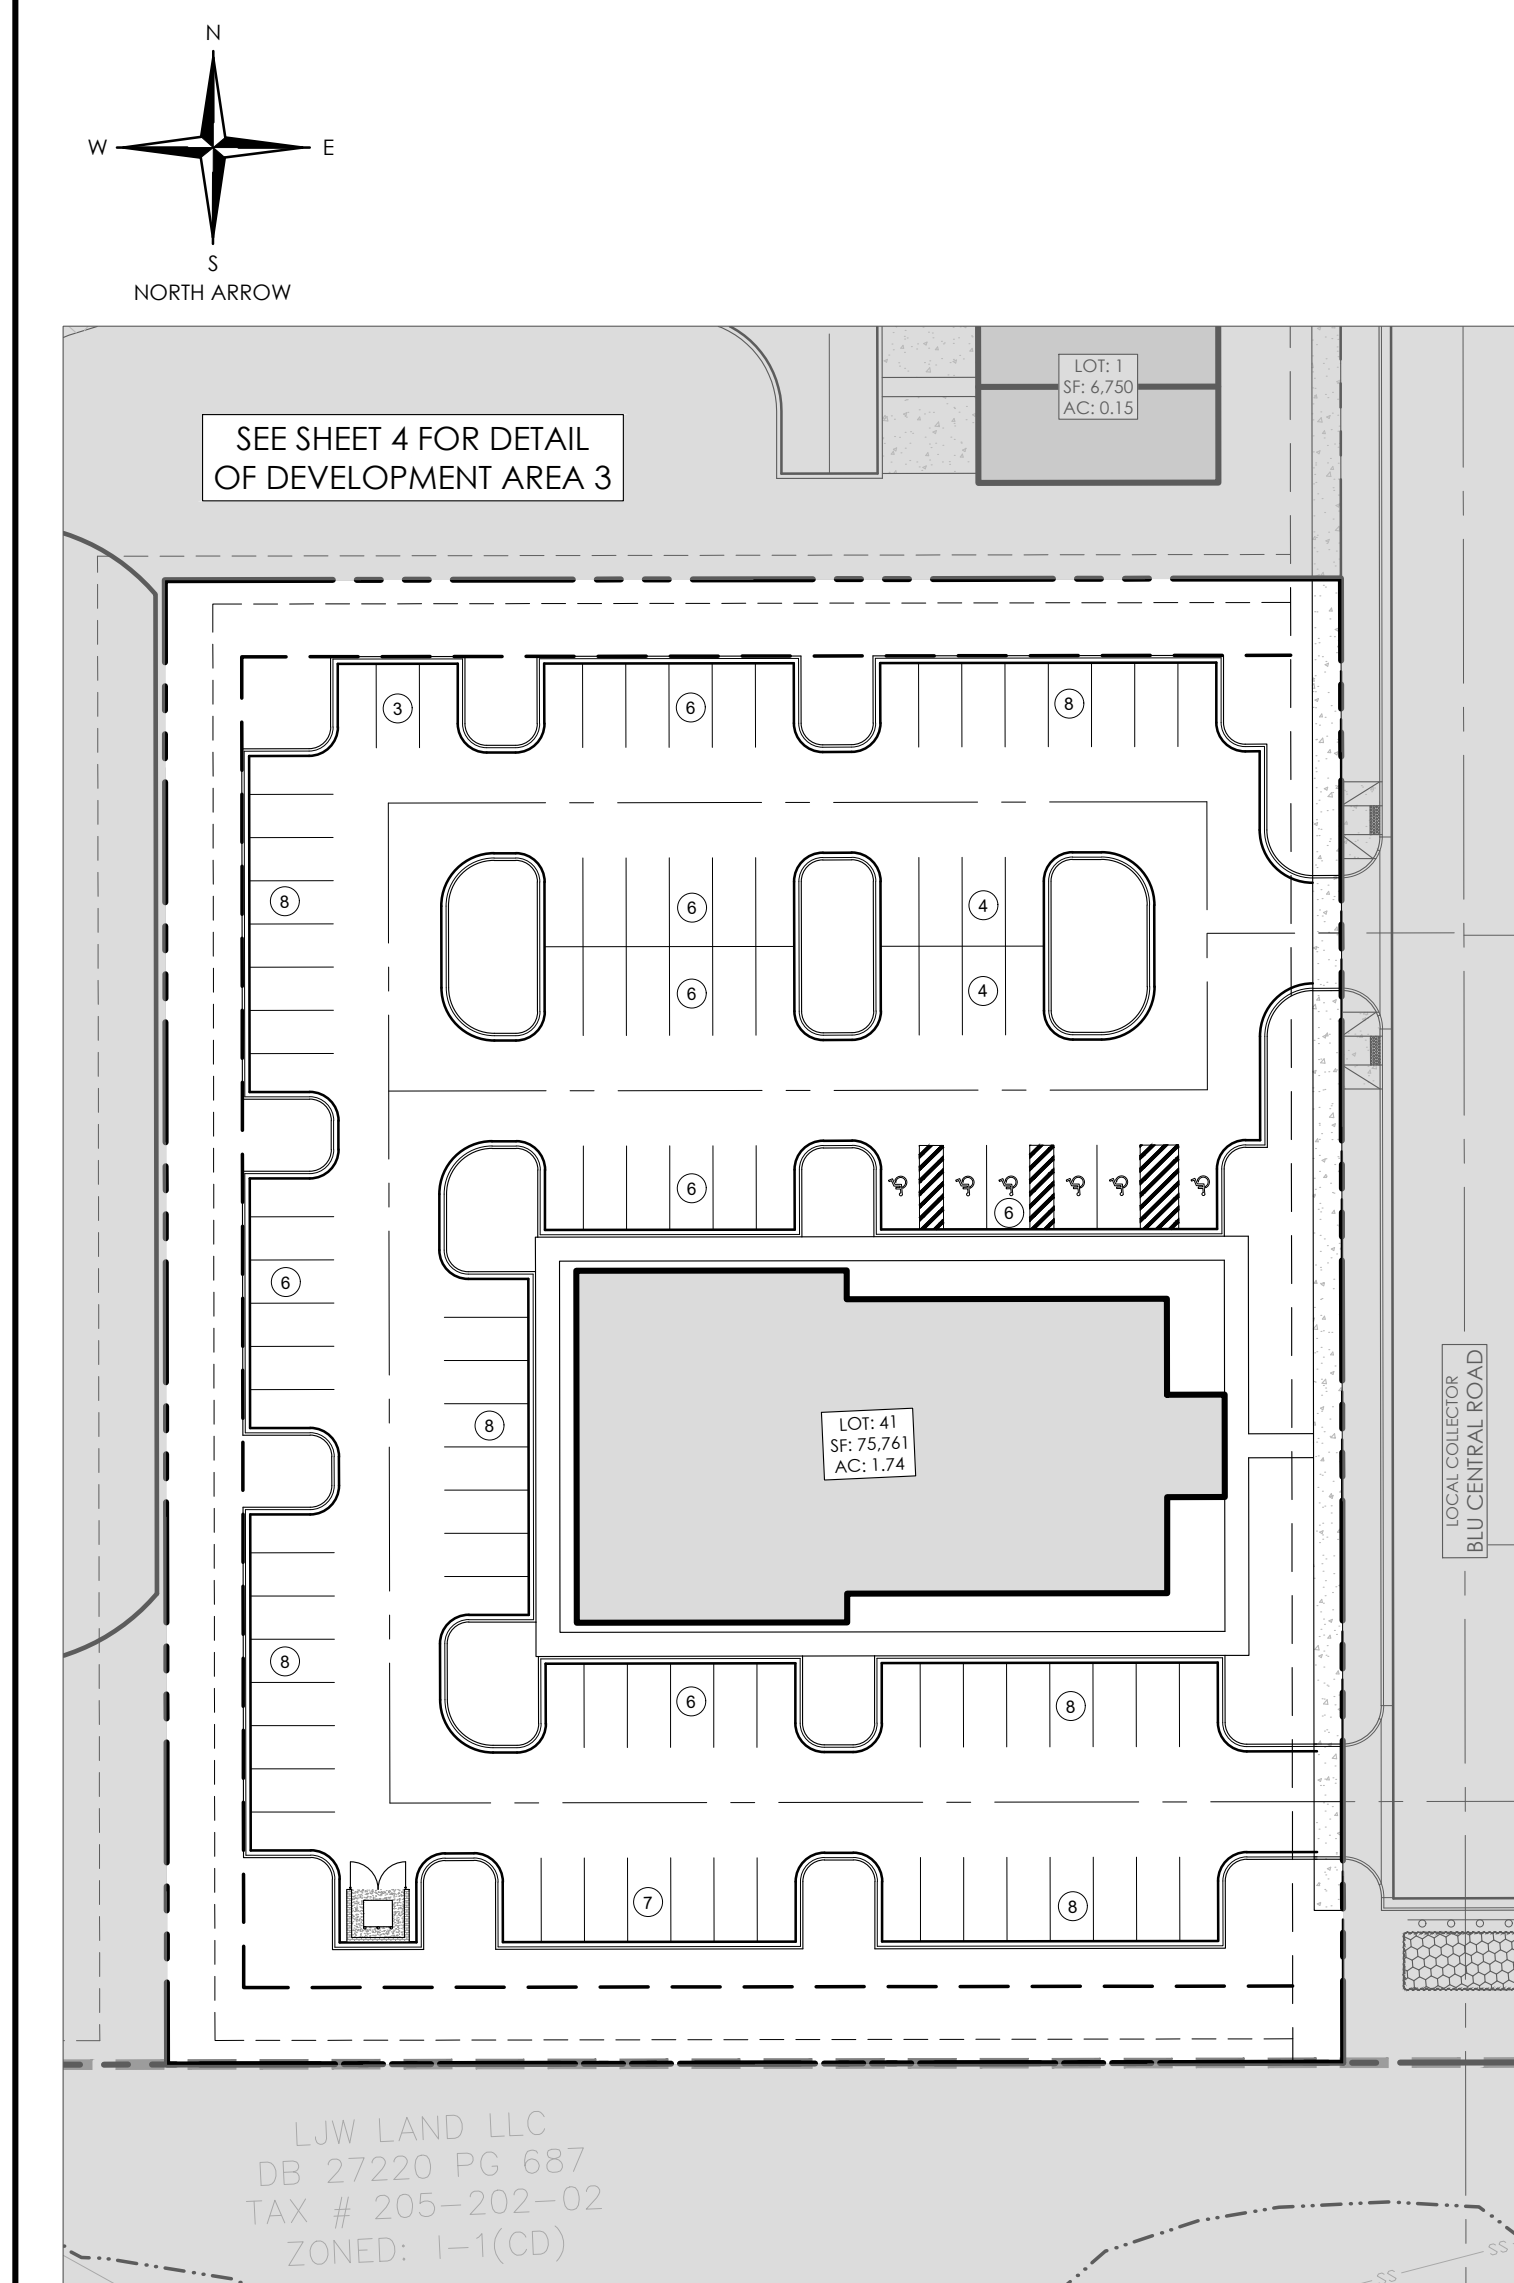 N
W
E
S
NORTH ARROW
LOT: 1
SF: 6,750
AC: 0.15
SEE SHEET 4 FOR DETAIL
OF DEVELOPMENT AREA 3
3
6
8
8
6
4
6
4
6
6
6
8
LOT: 41
SF: 75,761
AC: 1.74
LOCAL COLLECTOR
BLU CENTRAL ROAD
8
6
8
7
8
LJW LAND LLC
DB 27220 PG 687
TAX # 205-202-02
ZONED: I-1(CD)
SS
SS